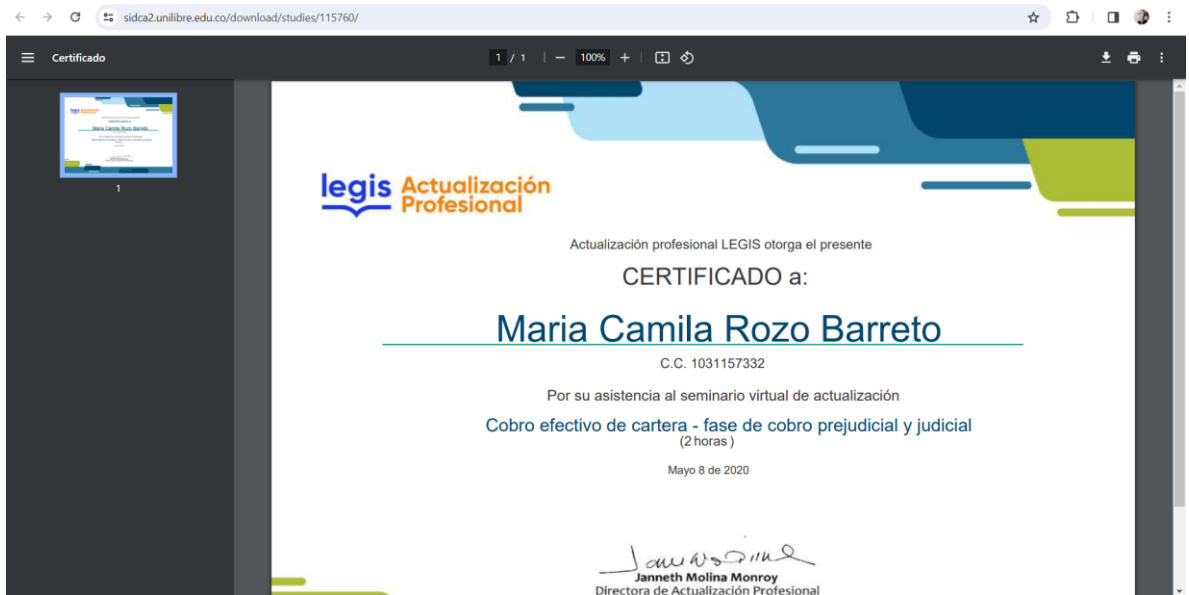 sidca2.unilibre.edu.co/download/studies/115760/
Certificado
1 / 1
100%
1
legis Actualización
Profesional
Actualización profesional LEGIS otorga el presente
CERTIFICADO a:
Maria Camila Rozo Barreto
C.C. 1031157332
Por su asistencia al seminario virtual de actualización
Cobro efectivo de cartera - fase de cobro prejudicial y judicial
(2 horas )
Mayo 8 de 2020
Janneth Molina Monroy
Directora de Actualización Profesional